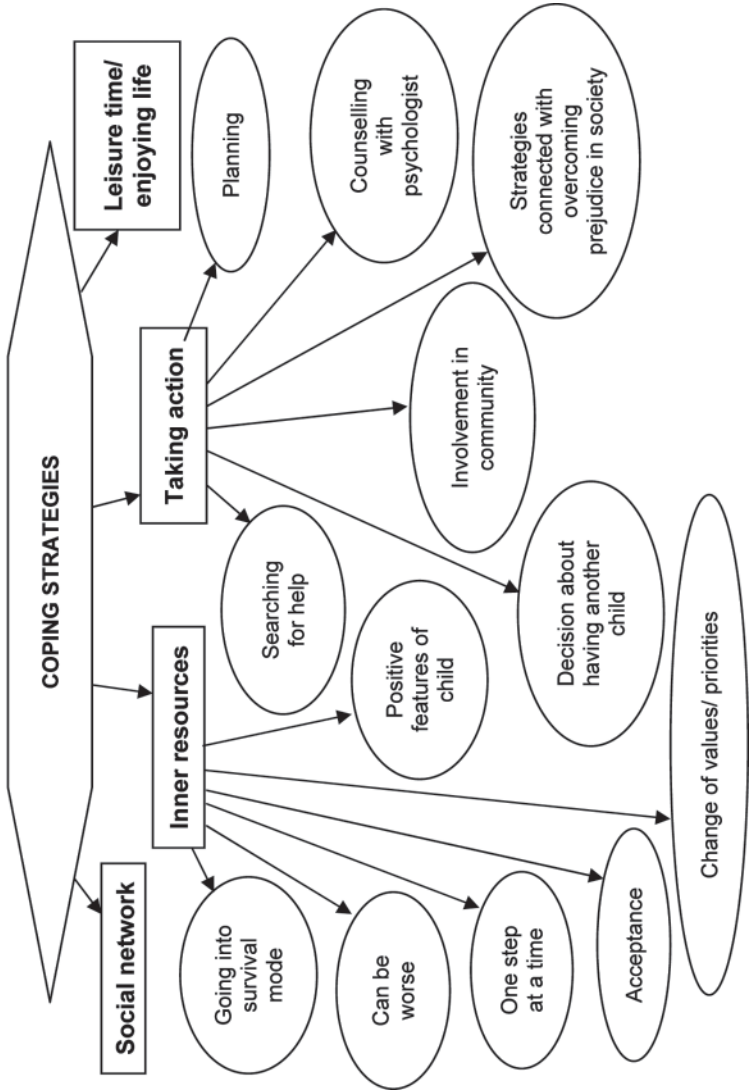 COPING STRATEGIES
Social network
Inner resources
Taking action
Leisure time/
enjoying life
Going into
survival
mode
Can be
worse
One step
at a time
Acceptance
Change of values/ priorities
Positive
features of
child
Searching
for help
Decision about
having another
child
Involvement in
community
Strategies
connected with
overcoming
prejudice in society
Counselling
with
psychologist
Planning